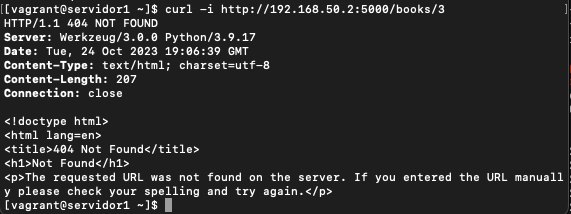 [vagrant@servidor1 ~]$ curl -i http://192.168.50.2:5000/books/3
HTTP/1.1 404 NOT FOUND
Server: Werkzeug/3.0.0 Python/3.9.17
Date: Tue, 24 Oct 2023 19:06:39 GMT
Content-Type: text/html; charset=utf-8
Content-Length: 207
Connection: close

<!doctype html>
<html lang=en>
<title>404 Not Found</title>
<h1>Not Found</h1>
<p>The requested URL was not found on the server. If you entered the URL manuall
y please check your spelling and try again.</p>
[vagrant@servidor1 ~]$